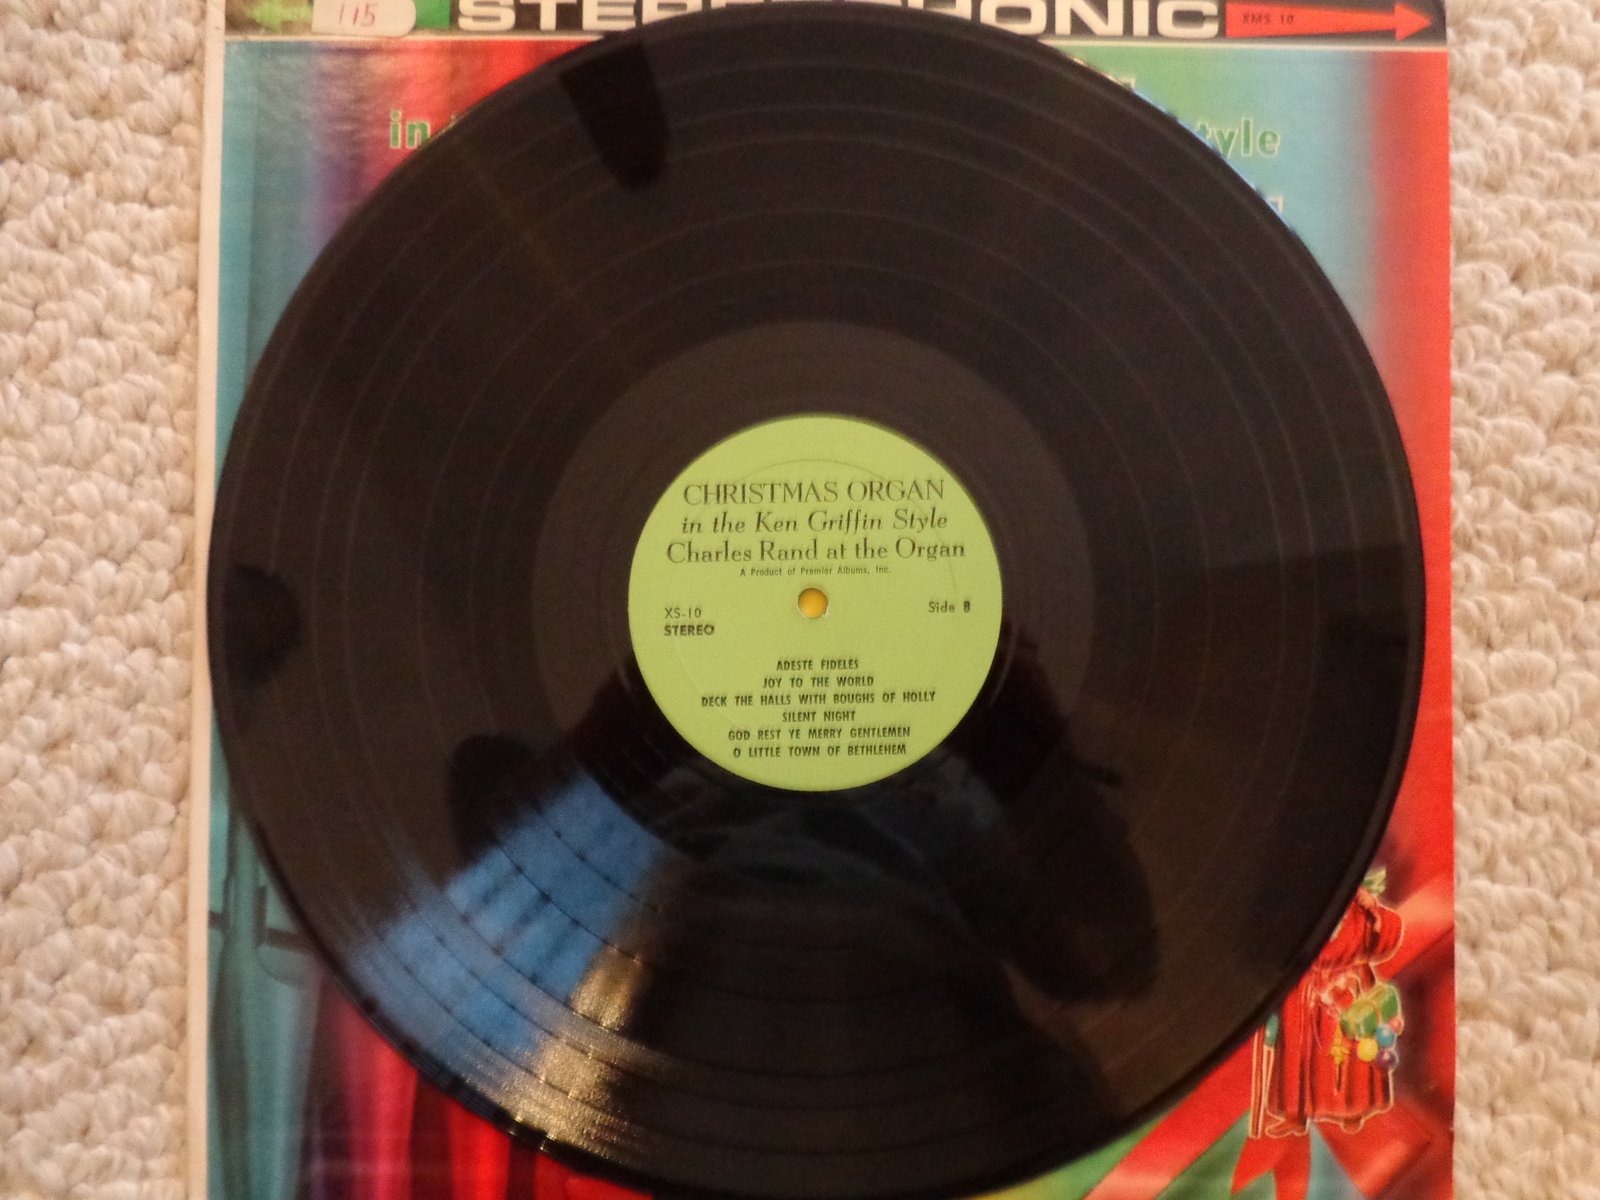 115
STEREOPHONIC
XMS 10
in
style
CHRISTMAS ORGAN
in the Ken Griffin Style
Charles Rand at the Organ
A Product of Premier Albums, Inc.
XS-10
Side B
STEREO
ADESTE FIDELES
JOY TO THE WORLD
DECK THE HALLS WITH BOUGHS OF HOLLY
SILENT NIGHT
GOD REST YE MERRY GENTLEMEN
O LITTLE TOWN OF BETHLEHEM